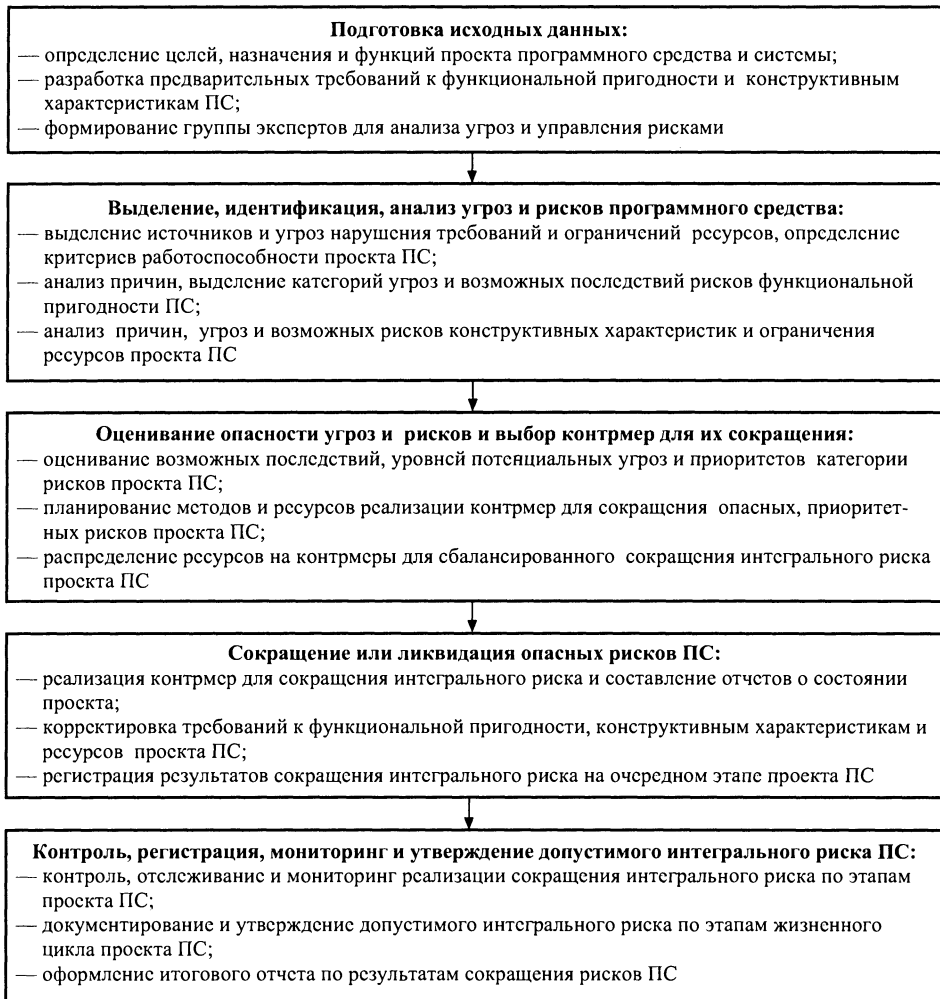 Подготовка исходных данных:
— определение целей, назначения и функций проекта программного средства и системы;
— разработка предварительных требований к функциональной пригодности и конструктивным
характеристикам ПС;
— формирование группы экспертов для анализа угроз и управления рисками
Выделение, идентификация, анализ угроз и рисков программного средства:
— выделение источников и угроз нарушения требований и ограничений ресурсов, определение
критериев работоспособности проекта ПС;
— анализ причин, выделение категорий угроз и возможных последствий рисков функциональной
пригодности ПС;
— анализ причин, угроз и возможных рисков конструктивных характеристик и ограничения
ресурсов проекта ПС
Оценивание опасности угроз и рисков и выбор контрмер для их сокращения:
— оценивание возможных последствий, уровней потенциальных угроз и приоритетов категории
рисков проекта ПС;
— планирование методов и ресурсов реализации контрмер для сокращения опасных, приоритет-
ных рисков проекта ПС;
— распределение ресурсов на контрмеры для сбалансированного сокращения интегрального риска
проекта ПС
Сокращение или ликвидация опасных рисков ПС:
— реализация контрмер для сокращения интегрального риска и составление отчетов о состоянии
проекта;
— корректировка требований к функциональной пригодности, конструктивным характеристикам и
ресурсов проекта ПС;
— регистрация результатов сокращения интегрального риска на очередном этапе проекта ПС
Контроль, регистрация, мониторинг и утверждение допустимого интегрального риска ПС:
— контроль, отслеживание и мониторинг реализации сокращения интегрального риска по этапам
проекта ПС;
— документирование и утверждение допустимого интегрального риска по этапам жизненного
цикла проекта ПС;
— оформление итогового отчета по результатам сокращения рисков ПС